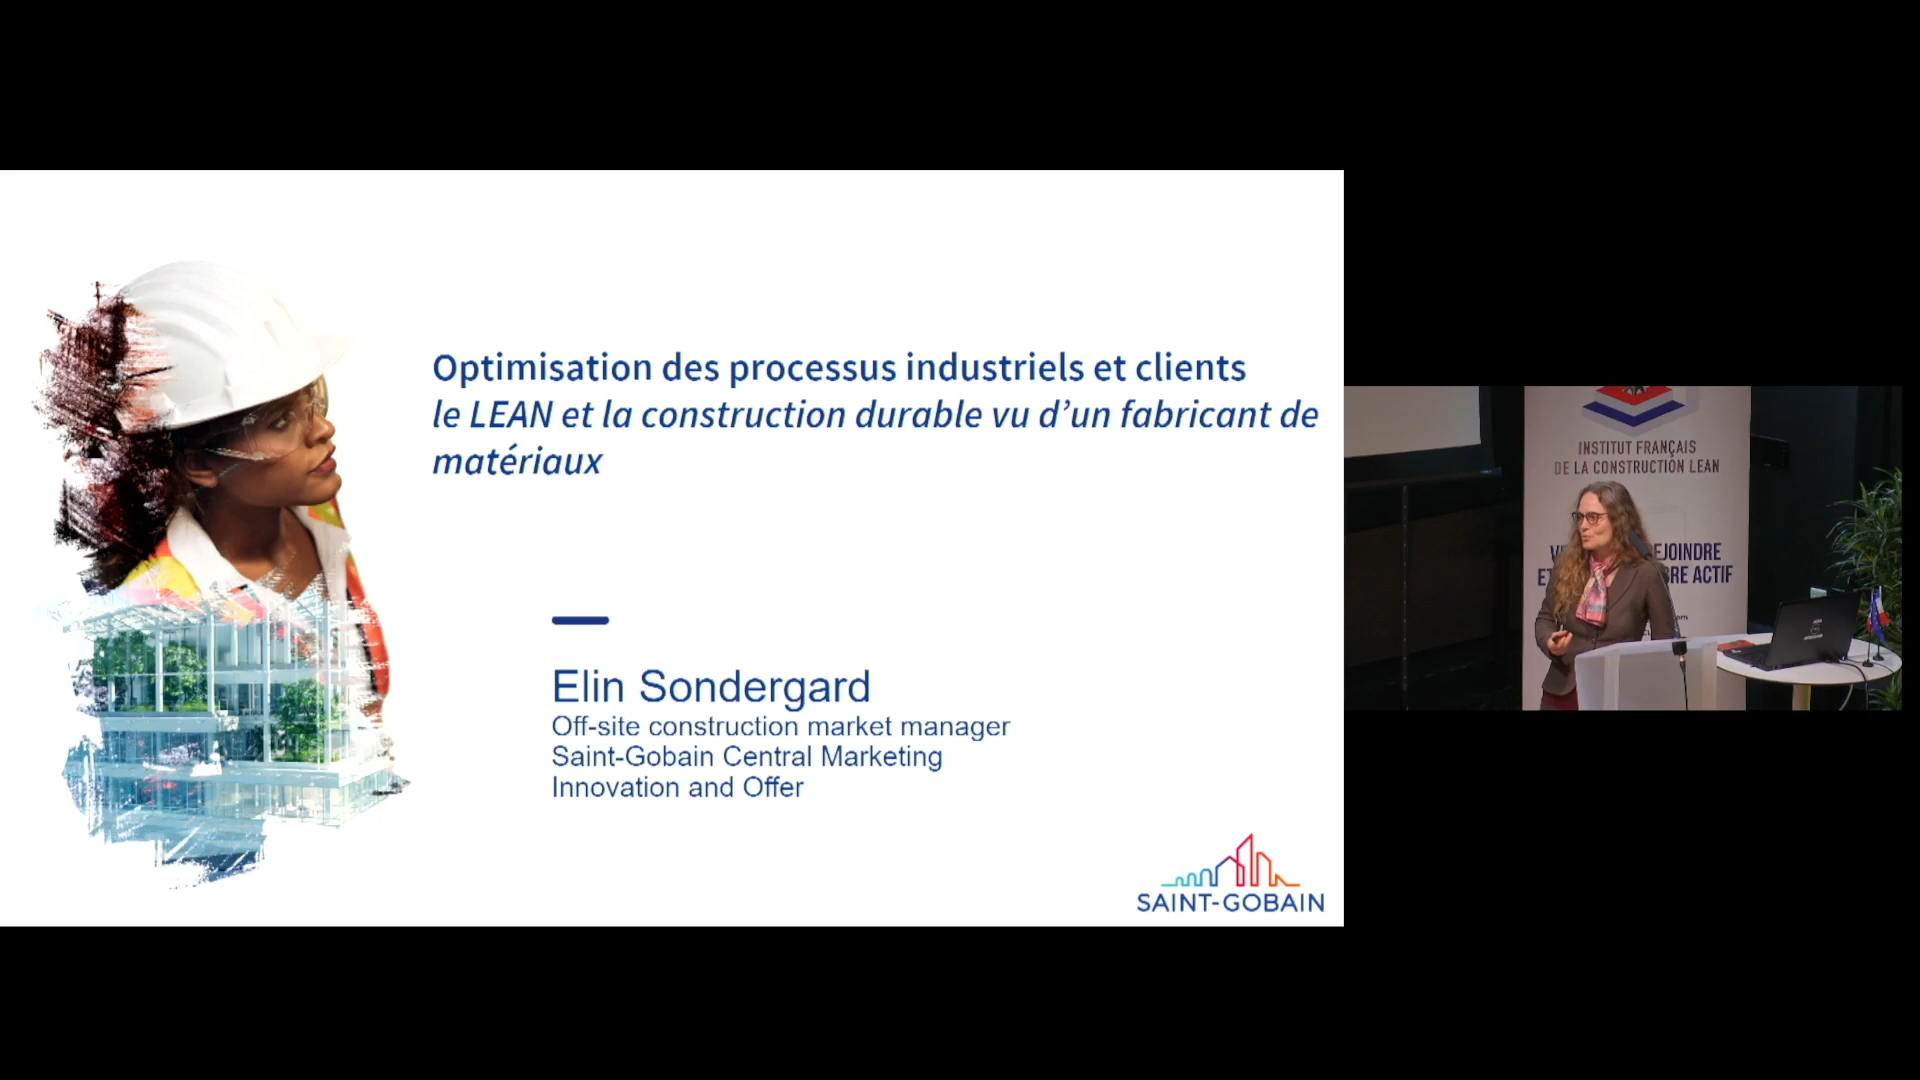 Optimisation des processus industriels et clients
le LEAN et la construction durable vu d'un fabricant de
matériaux
Elin Sondergard
Off-site construction market manager
Saint-Gobain Central Marketing
Innovation and Offer
SAINT-GOBAIN
INSTITUT FRANÇAIS
DE LA CONSTRUCTION LEAN
EJOINDRE
ACTIF